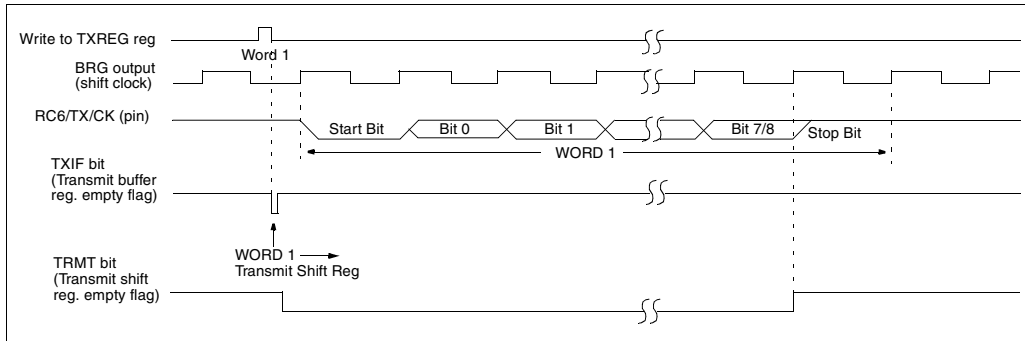 Write to TXREG reg
Word 1
BRG output
(shift clock)
RC6/TX/CK (pin)
Start Bit
Bit 0
Bit 1
Bit 7/8
Stop Bit
WORD 1
TXIF bit
(Transmit buffer
reg. empty flag)
WORD 1
Transmit Shift Reg
TRMT bit
(Transmit shift
reg. empty flag)